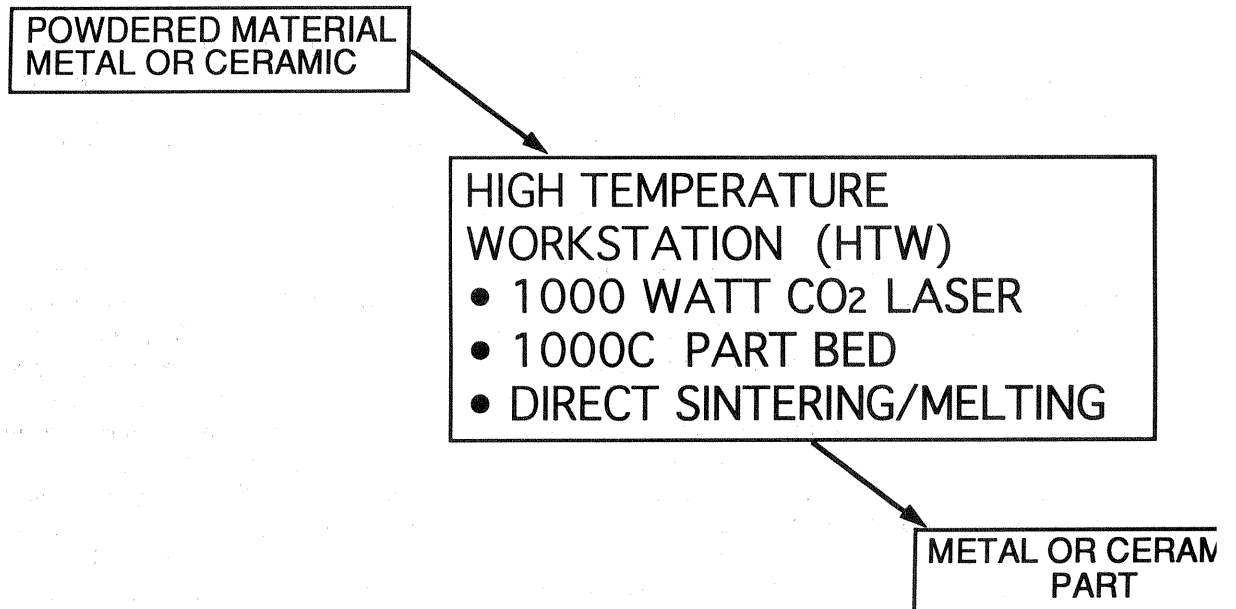 POWDERED MATERIAL
METAL OR CERAMIC
HIGH TEMPERATURE
WORKSTATION (HTW)
• 1000 WATT CO2 LASER
• 1000C PART BED
• DIRECT SINTERING/MELTING
METAL OR CERAM
PART